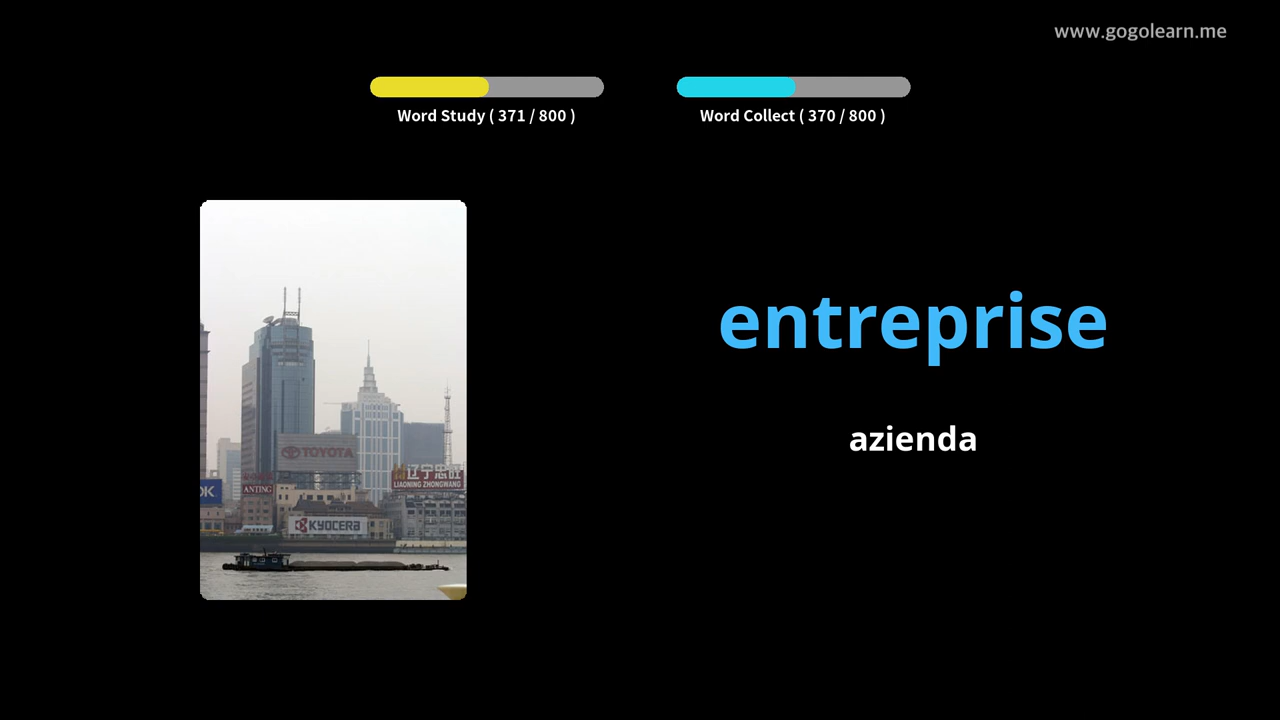 www.gogolearn.me
Word Study ( 371 / 800 )
Word Collect ( 370 / 800 )
entreprise
azienda
TOYOTA
辽宁忠旺
LIAONING ZHONGWANG
OK
ANTING
KYOCERA